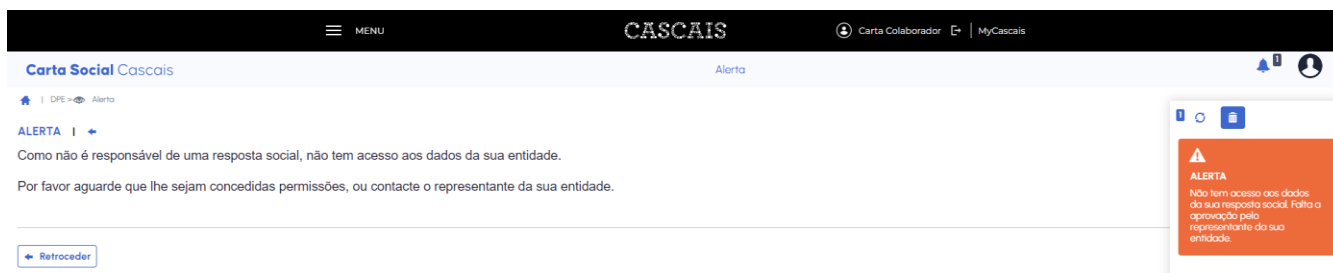 MENU
CASCAIS
Carta Colaborador
MyCascais
Carta Social Cascais
Alerta
1
| DPE > Alerta
ALERTA |
Como não é responsável de uma resposta social, não tem acesso aos dados da sua entidade.
Por favor aguarde que lhe sejam concedidas permissões, ou contacte o representante da sua entidade.
Retroceder
1
ALERTA
Não tem acesso aos dados
da sua resposta social. Falta a
aprovação pelo
representante da sua
entidade.